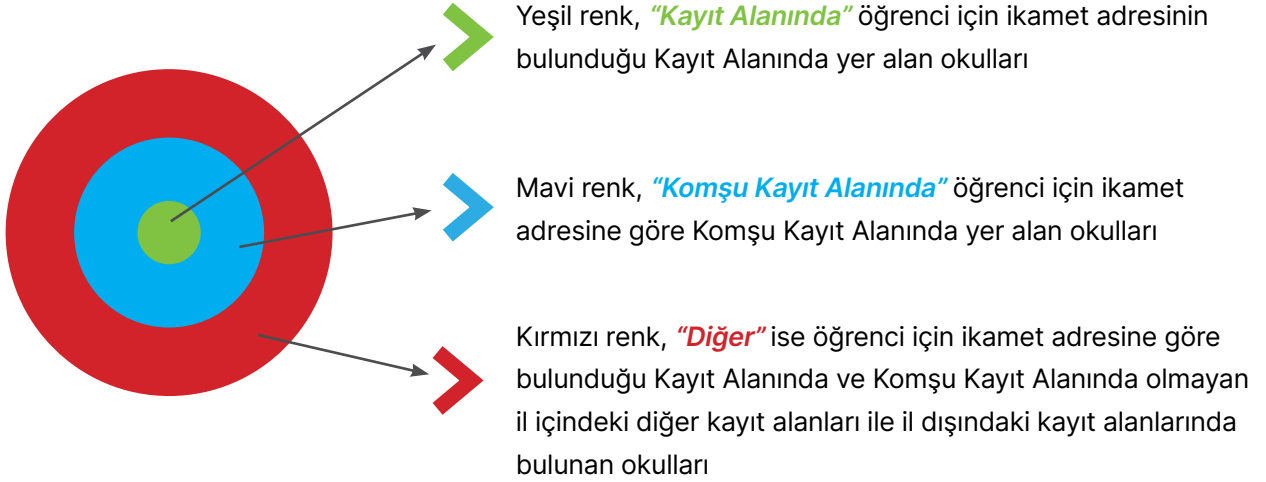 Yeşil renk, “Kayıt Alanında” öğrenci için ikamet adresinin
bulunduğu Kayıt Alanında yer alan okulları
Mavi renk, “Komşu Kayıt Alanında” öğrenci için ikamet
adresine göre Komşu Kayıt Alanında yer alan okulları
Kırmızı renk, “Diğer” ise öğrenci için ikamet adresine göre
bulunduğu Kayıt Alanında ve Komşu Kayıt Alanında olmayan
il içindeki diğer kayıt alanları ile il dışındaki kayıt alanlarında
bulunan okulları